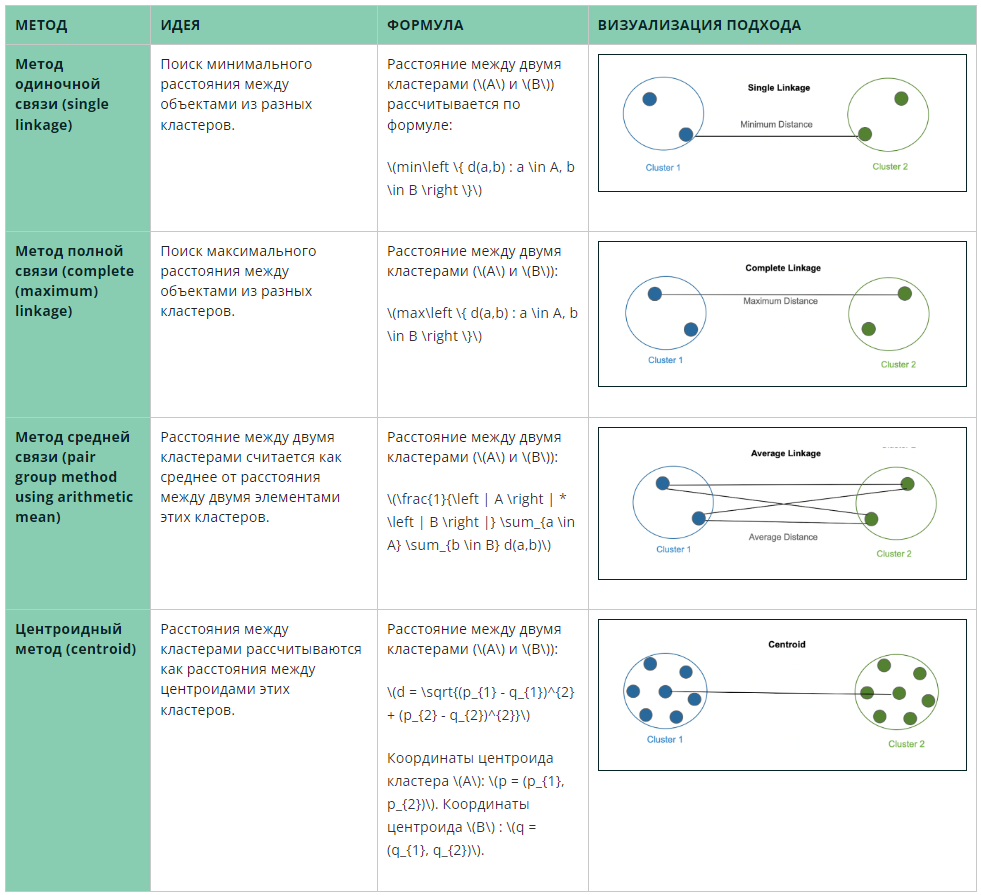 МЕТОД
ИДЕЯ
ФОРМУЛА
ВИЗУАЛИЗАЦИЯ ПОДХОДА
Метод
одиночной
связи (single
linkage)
Поиск минимального
расстояния между
объектами из разных
кластеров.
Расстояние между двумя
кластерами (\(A\) и \(B\))
рассчитывается по
формуле:
\(min\left \{ d(a,b) : a \in A, b
\in B \right \}\)
Single Linkage
Minimum Distance
Cluster 1
Cluster 2
Метод полной
связи (complete
(maximum)
linkage)
Поиск максимального
расстояния между
объектами из разных
кластеров.
Расстояние между двумя
кластерами (\(A\) и \(B\)):
\(max\left \{ d(a,b) : a \in A, b
\in B \right \}\)
Complete Linkage
Maximum Distance
Cluster 1
Cluster 2
Метод средней
связи (pair
group method
using arithmetic
mean)
Расстояние между двумя
кластерами считается как
среднее от расстояния
между двумя элементами
этих кластеров.
Расстояние между двумя
кластерами (\(A\) и \(B\)):
\(\frac{1}{\left | A \right | *
\left | B \right |} \sum_{a \in
A} \sum_{b \in B} d(a,b)\)
Average Linkage
Average Distance
Cluster 1
Cluster 2
Центроидный
метод (centroid)
Расстояния между
кластерами рассчитываются
как расстояния между
центроидами этих
кластеров.
Расстояние между двумя
кластерами (\(A\) и \(B\)):
\(d = \sqrt{(p_{1} - q_{1})^{2}
+ (p_{2} - q_{2})^{2}}\)
Координаты центроида
кластера \(A\): \(p = (p_{1},
p_{2})\). Координаты
центроида \(B\) : \(q =
(q_{1}, q_{2})\).
Centroid
Cluster 1
Cluster 2